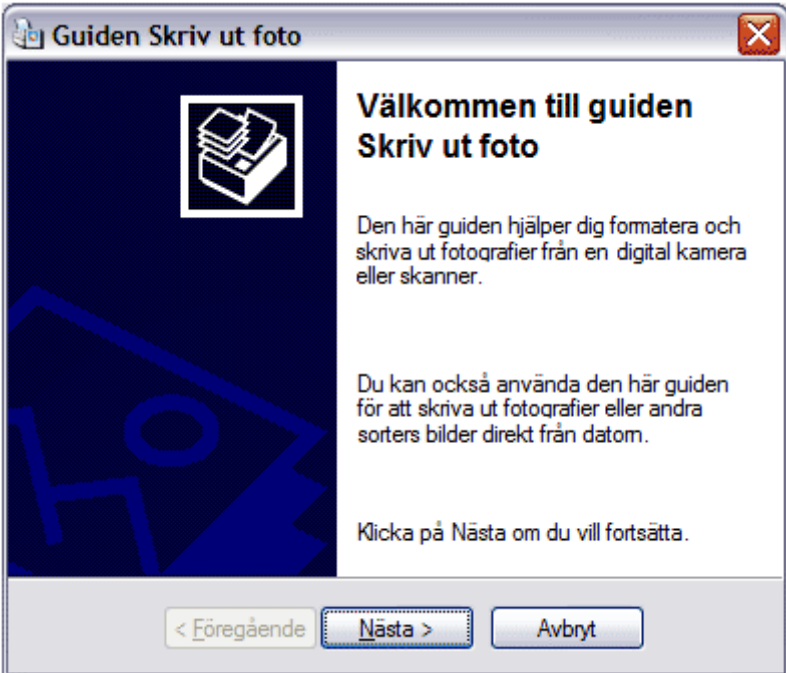 Guiden Skriv ut foto
Välkommen till guiden
Skriv ut foto
Den här guiden hjälper dig formatera och
skriva ut fotografier från en digital kamera
eller skanner.
Du kan också använda den här guiden
för att skriva ut fotografier eller andra
sorters bilder direkt från datorn.
Klicka på Nästa om du vill fortsätta.
< Föregående
Nästa >
Avbryt